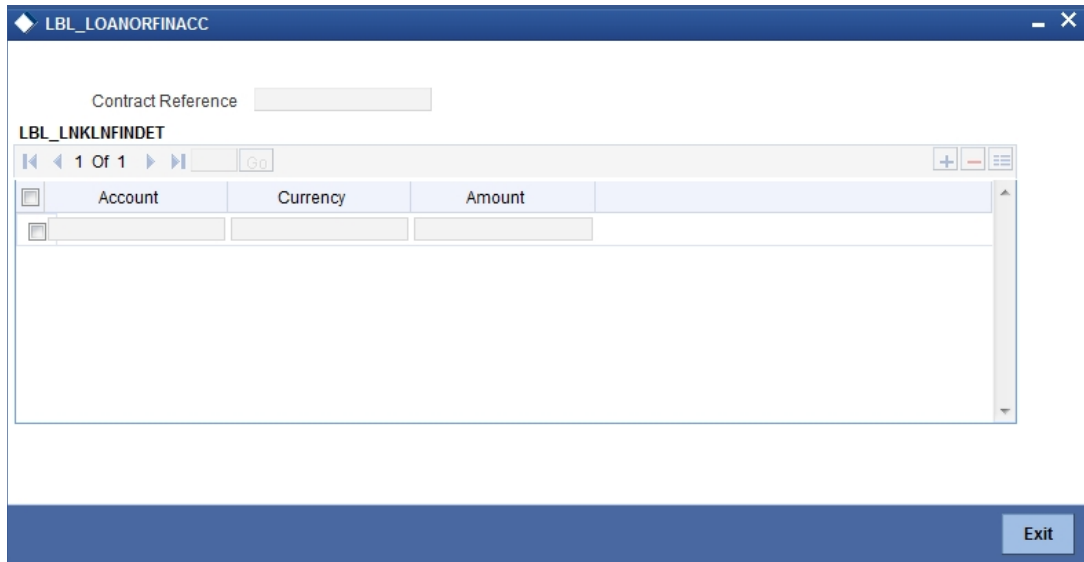 LBL_LOANORFINACC
Contract Reference
LBL_LNKLNFINDET
1 Of 1 Go
Account Currency Amount
Exit